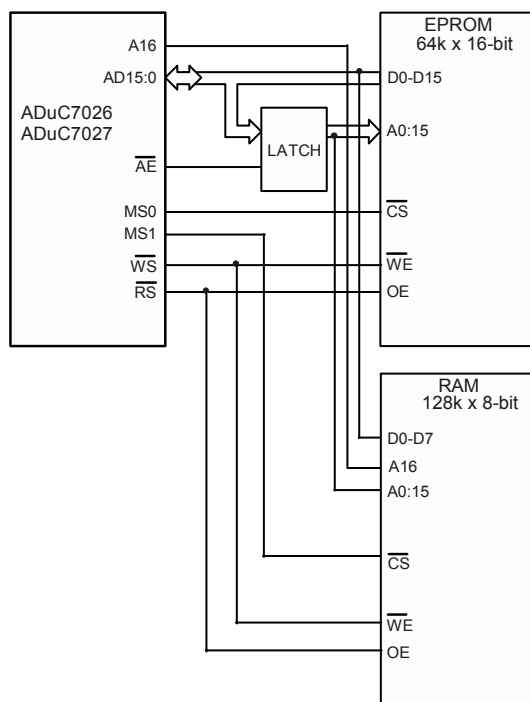 A16
AD15:0
ADuC7026
ADuC7027
AE
MS0
MS1
WS
RS
LATCH
EPROM
64k x 16-bit
D0-D15
A0:15
CS
WE
OE
RAM
128k x 8-bit
D0-D7
A16
A0:15
CS
WE
OE